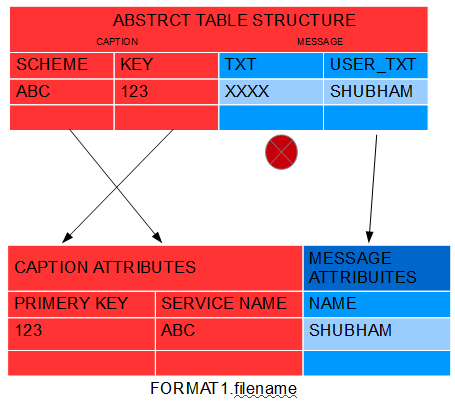 ABSTRCT TABLE STRUCTURE
CAPTION MESSAGE
SCHEME KEY TXT USER_TXT
ABC 123 XXXX SHUBHAM
CAPTION ATTRIBUTES MESSAGE
ATTRIBUITES
PRIMERY KEY SERVICE NAME NAME
123 ABC SHUBHAM
FORMAT1.filename